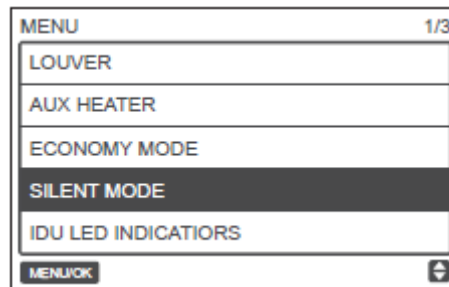 MENU 1/3
LOUVER
AUX HEATER
ECONOMY MODE
SILENT MODE
IDU LED INDICATIORS
MENU/OK